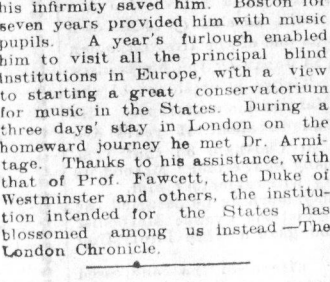 his infirmity saved him. Boston for
seven years provided him with music
pupils. A year's furlough enabled
him to visit all the principal blind
institutions in Europe, with a view
to starting a great conservatorium
for music in the States. During a
three days' stay in London on the
homeward journey he met Dr. Armi-
tage. Thanks to his assistance, with
that of Prof. Fawcett, the Duke of
Westminster and others, the institu-
tion intended for the States has
blossomed among us instead —The
London Chronicle.